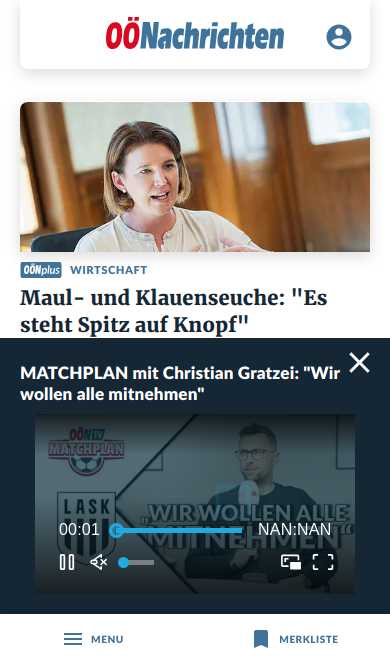 OÖNachrichten
OÖNplus WIRTSCHAFT
Maul- und Klauenseuche: "Es
steht Spitz auf Knopf"
MATCHPLAN mit Christian Gratzei: "Wir
wollen alle mitnehmen"
OÖN TV
MATCHPLAN
LASK
„WIR WOLLEN ALLE
MITNEHMEN"
00:01 NAN:NAN
MENU MERKLISTE